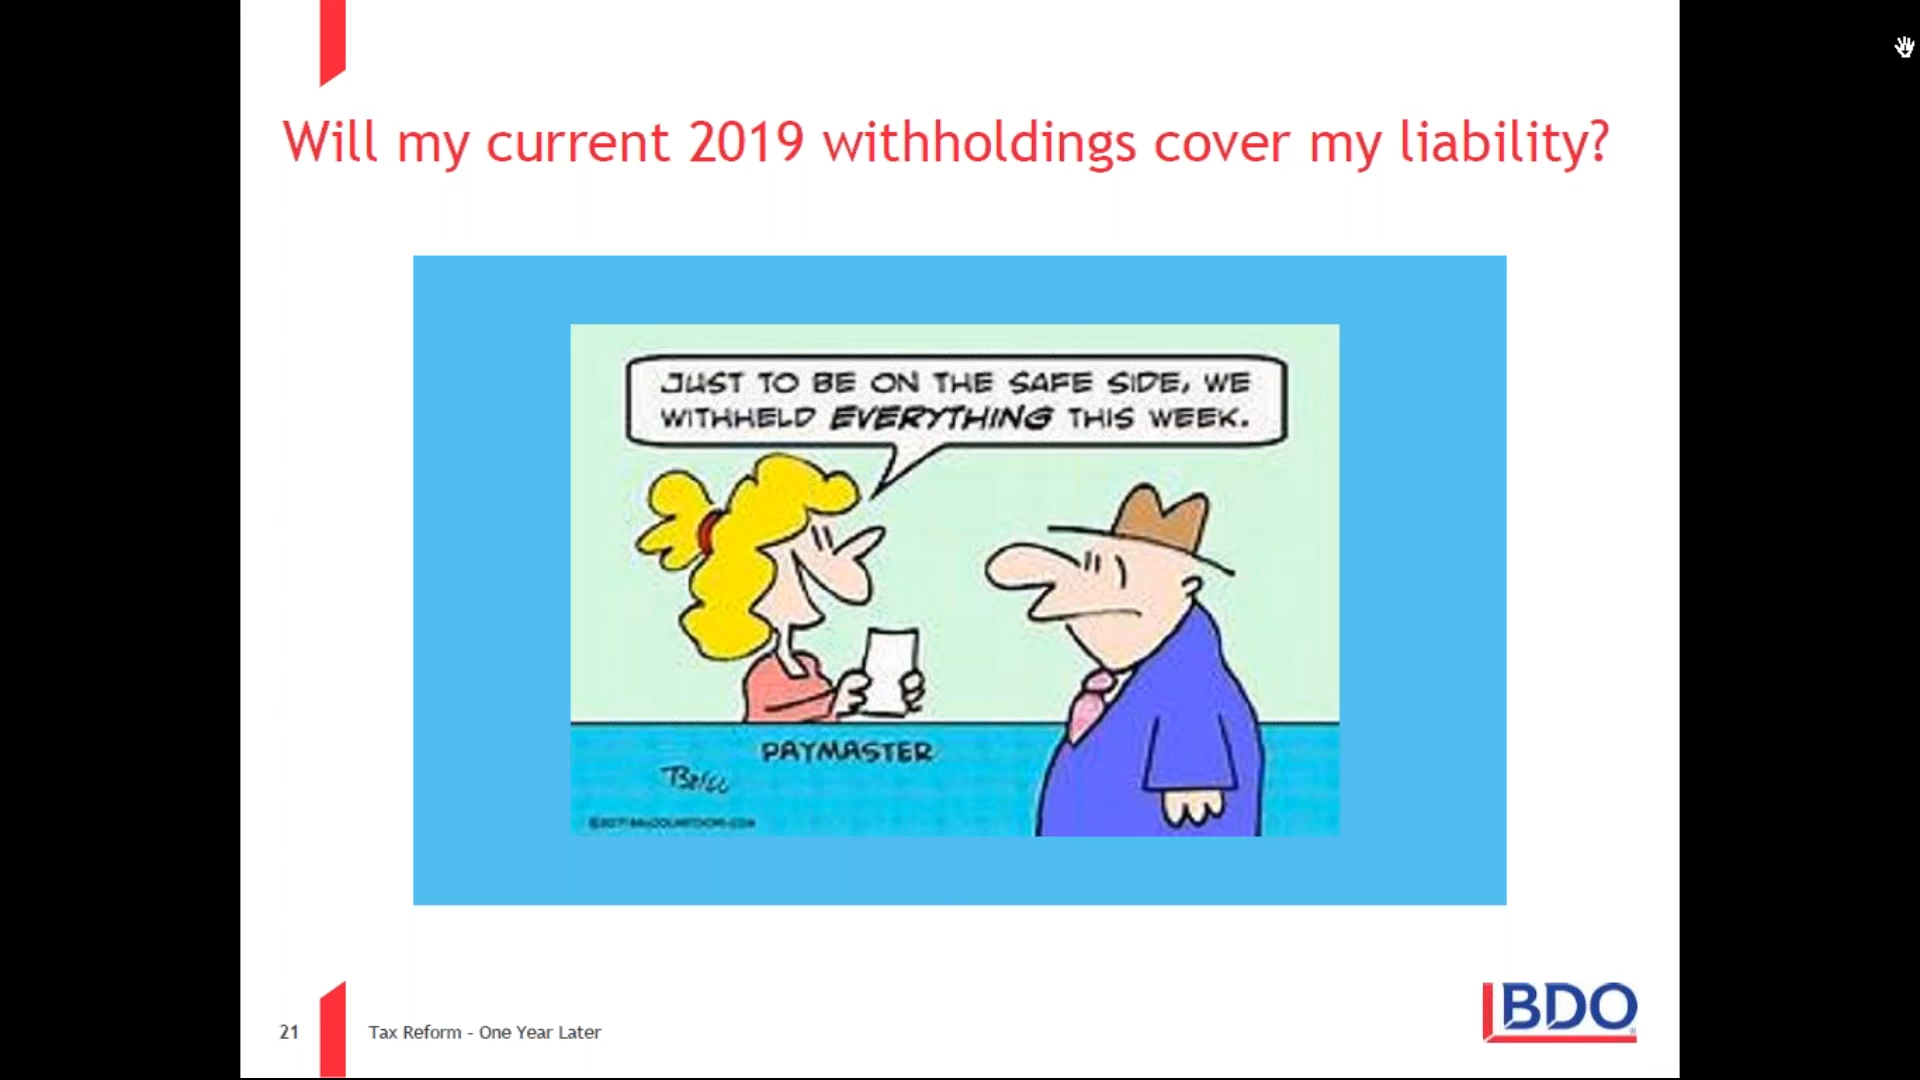 Will my current 2019 withholdings cover my liability?
JUST TO BE ON THE SAFE SIDE, WE
WITHHELD EVERYTHING THIS WEEK.
PAYMASTER
21
Tax Reform - One Year Later
BDO